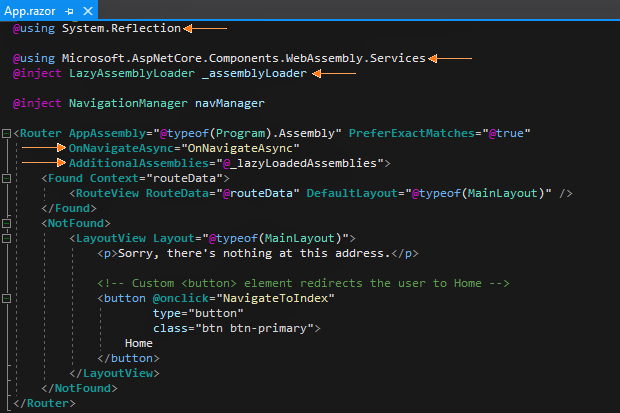 App.razor
@using System.Reflection
@using Microsoft.AspNetCore.Components.WebAssembly.Services
@inject LazyAssemblyLoader _assemblyLoader
@inject NavigationManager navManager
<Router AppAssembly="@typeof(Program).Assembly" PreferExactMatches="@true"
OnNavigateAsync="OnNavigateAsync"
AdditionalAssemblies="@_lazyLoadedAssemblies">
<Found Context="routeData">
<RouteView RouteData="@routeData" DefaultLayout="@typeof(MainLayout)" />
</Found>
<NotFound>
<LayoutView Layout="@typeof(MainLayout)">
<p>Sorry, there's nothing at this address.</p>
<!-- Custom <button> element redirects the user to Home -->
<button @onclick="NavigateToIndex"
type="button"
class="btn btn-primary">
Home
</button>
</LayoutView>
</NotFound>
</Router>